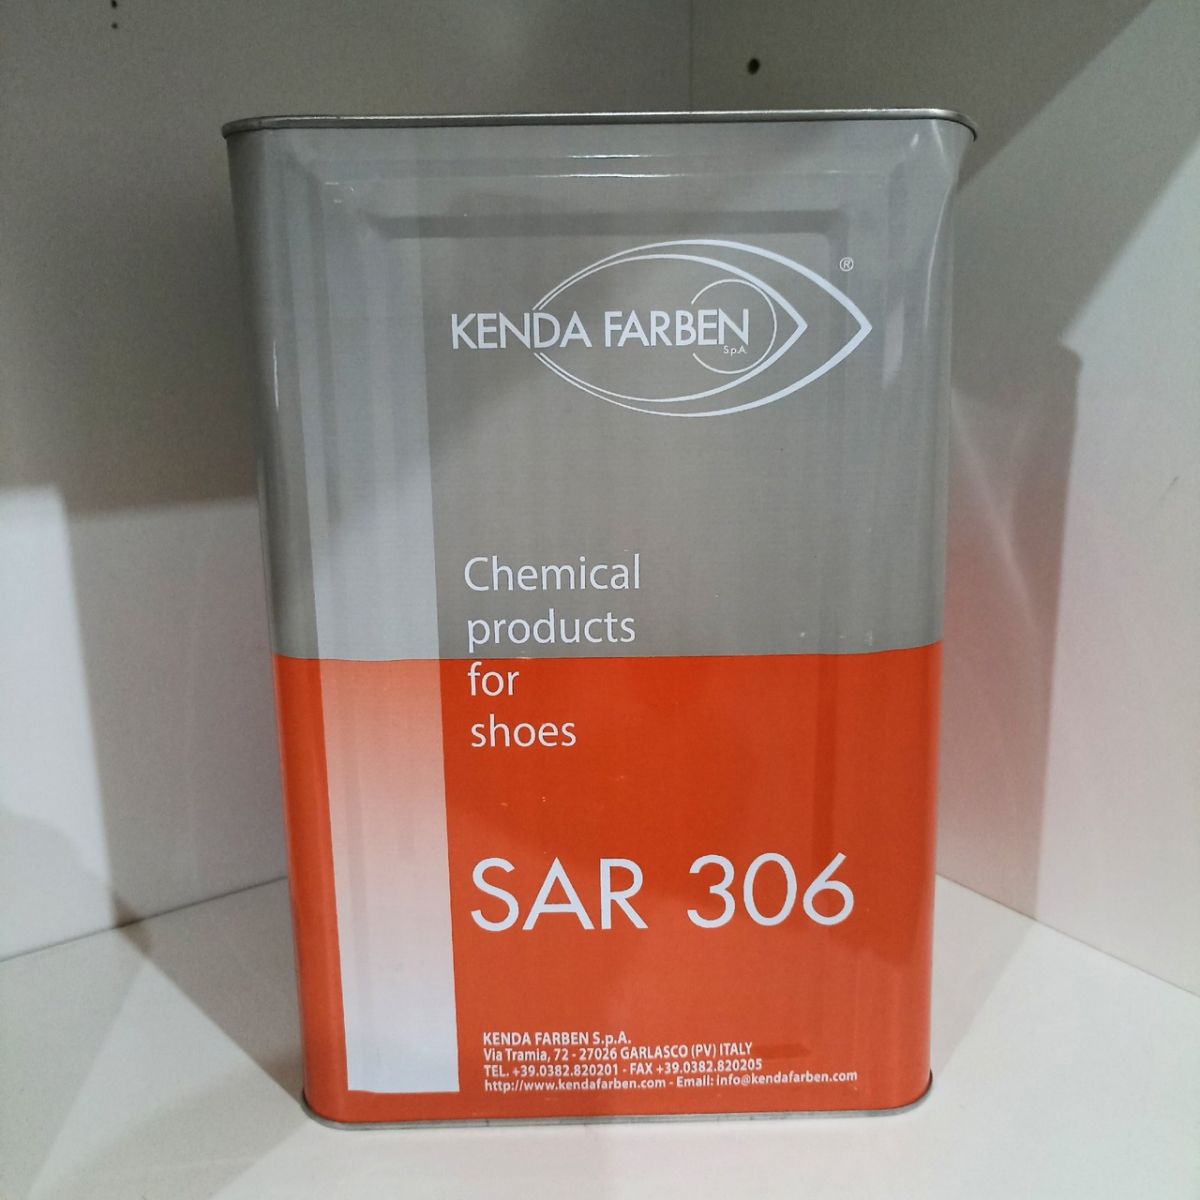 KENDA FARBEN ®
S.p.A.
Chemical
products
for
shoes
SAR 306
KENDA FARBEN S.p.A.
Via Tramia, 72 - 27026 GARLASCO (PV) ITALY
TEL. +39.0382.820201 - FAX +39.0382.820205
http://www.kendafarben.com - Email: info@kendafarben.com